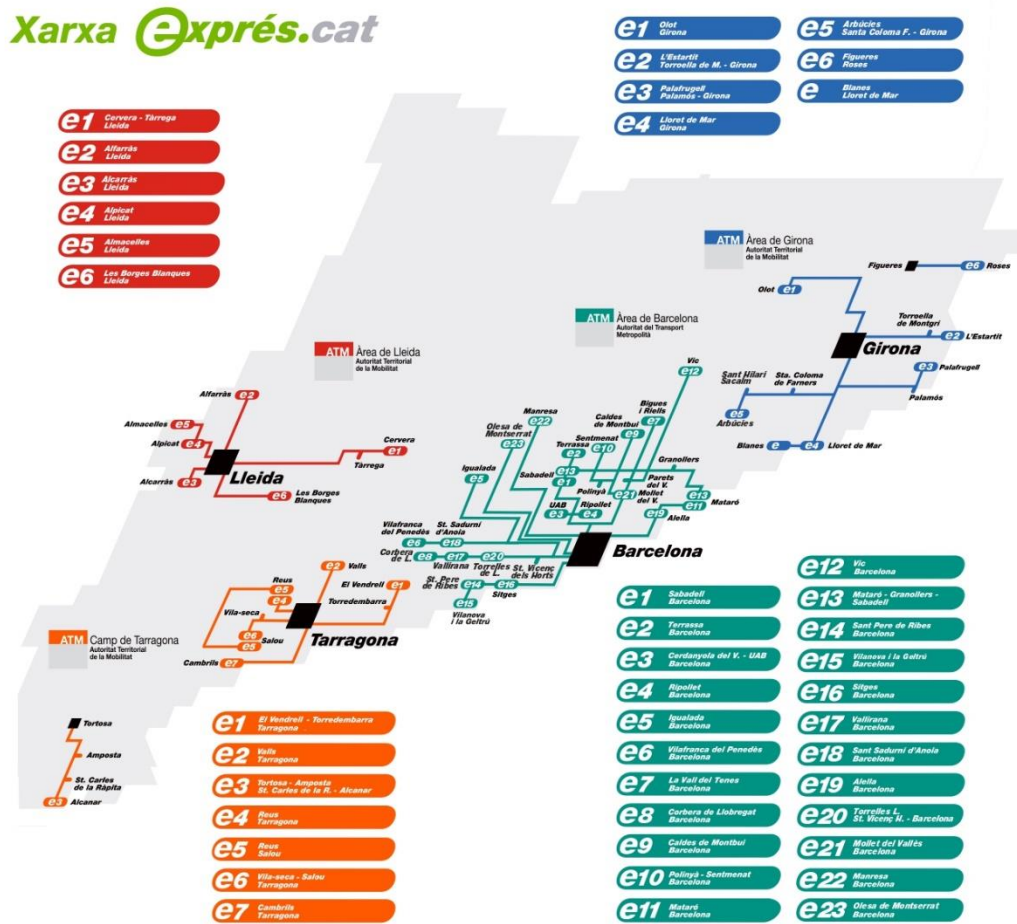 Xarxa exprés.cat
e1 Olot
Girona
e2 L'Estartit
Torroella de M. - Girona
e3 Palafrugell
Palamós - Girona
e4 Lloret de Mar
Girona
e5 Arbúcies
Santa Coloma F. - Girona
e6 Figueres
Roses
e Blanes
Lloret de Mar
e1 Cervera - Tàrrega
Lleida
e2 Alfarràs
Lleida
e3 Alcarràs
Lleida
e4 Alpicat
Lleida
e5 Almacelles
Lleida
e6 Les Borges Blanques
Lleida
ATM Àrea de Girona
Autoritat Territorial
de la Mobilitat
Figueres
e6 Roses
Olot e1
Torroella
de Montgrí
e2 L'Estartit
Girona
e3 Palafrugell
Palamós
Sant Hilari
Sacalm
Sta. Coloma
de Farners
e5
Arbúcies
Blanes e
e4 Lloret de Mar
ATM Àrea de Barcelona
Autoritat del Transport
Metropolità
ATM Àrea de Lleida
Autoritat Territorial
de la Mobilitat
Alfarràs e2
Almacelles e5
Alpicat e4
Cervera
e1
Tàrrega
Lleida
Alcarràs e3
e6 Les Borges
Blanques
Vic
e12
Manresa
e22
Olesa de
Montserrat
e23
Caldes
de Montbui
e9
Bigues
i Riells
e7
Sentmenat
e10
Terrassa
e2
Igualada
e5
Sabadell
e13
e1
Granollers
Polinyà
Parets
del V.
e21 Mollet
del V.
e13
e11 Mataró
UAB
e3
Ripollet
e4
e19 Alella
Vilafranca
del Penedès
e6
St. Sadurní
d'Anoia
e18
Corbera
de L.
e8
e17
Vallirana
e20
Torrelles
de L.
St. Vicenç
dels Horts
Barcelona
St. Pere
de Ribes
e14
e16
Sitges
e15
Vilanova
i la Geltrú
e2 Valls
El Vendrell e1
Torredembarra
Reus
e5
e4
Vila-seca
e6
e5
Salou
Tarragona
Cambrils e7
ATM Camp de Tarragona
Autoritat Territorial
de la Mobilitat
Tortosa
Amposta
St. Carles
de la Ràpita
e3 Alcanar
e1 El Vendrell - Torredembarra
Tarragona
e2 Valls
Tarragona
e3 Tortosa - Amposta
St. Carles de la R. - Alcanar
e4 Reus
Tarragona
e5 Reus
Salou
e6 Vila-seca - Salou
Tarragona
e7 Cambrils
Tarragona
e1 Sabadell
Barcelona
e2 Terrassa
Barcelona
e3 Cerdanyola del V. - UAB
Barcelona
e4 Ripollet
Barcelona
e5 Igualada
Barcelona
e6 Vilafranca del Penedès
Barcelona
e7 La Vall del Tenes
Barcelona
e8 Corbera de Llobregat
Barcelona
e9 Caldes de Montbui
Barcelona
e10 Polinyà - Sentmenat
Barcelona
e11 Mataró
Barcelona
e12 Vic
Barcelona
e13 Mataró - Granollers -
Sabadell
e14 Sant Pere de Ribes
Barcelona
e15 Vilanova i la Geltrú
Barcelona
e16 Sitges
Barcelona
e17 Vallirana
Barcelona
e18 Sant Sadurní d'Anoia
Barcelona
e19 Alella
Barcelona
e20 Torrelles L.
St. Vicenç H. - Barcelona
e21 Mollet del Vallès
Barcelona
e22 Manresa
Barcelona
e23 Olesa de Montserrat
Barcelona